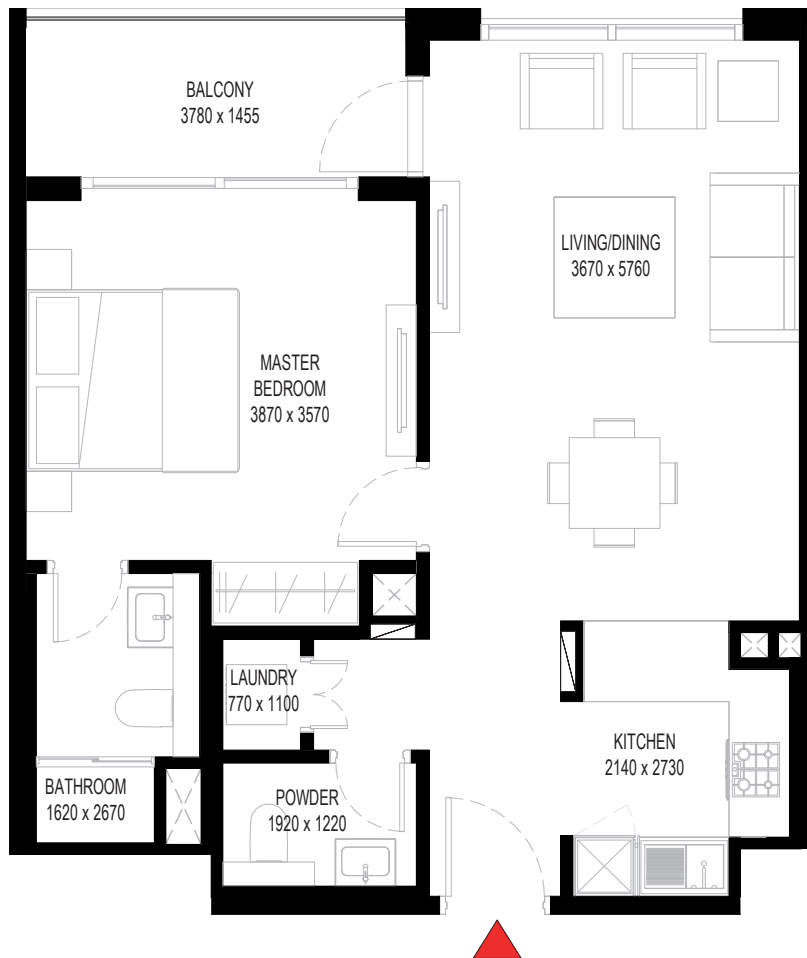 BALCONY
3780 x 1455
LIVING/DINING
3670 x 5760
MASTER
BEDROOM
3870 x 3570
LAUNDRY
770 x 1100
KITCHEN
2140 x 2730
BATHROOM
1620 x 2670
POWDER
1920 x 1220